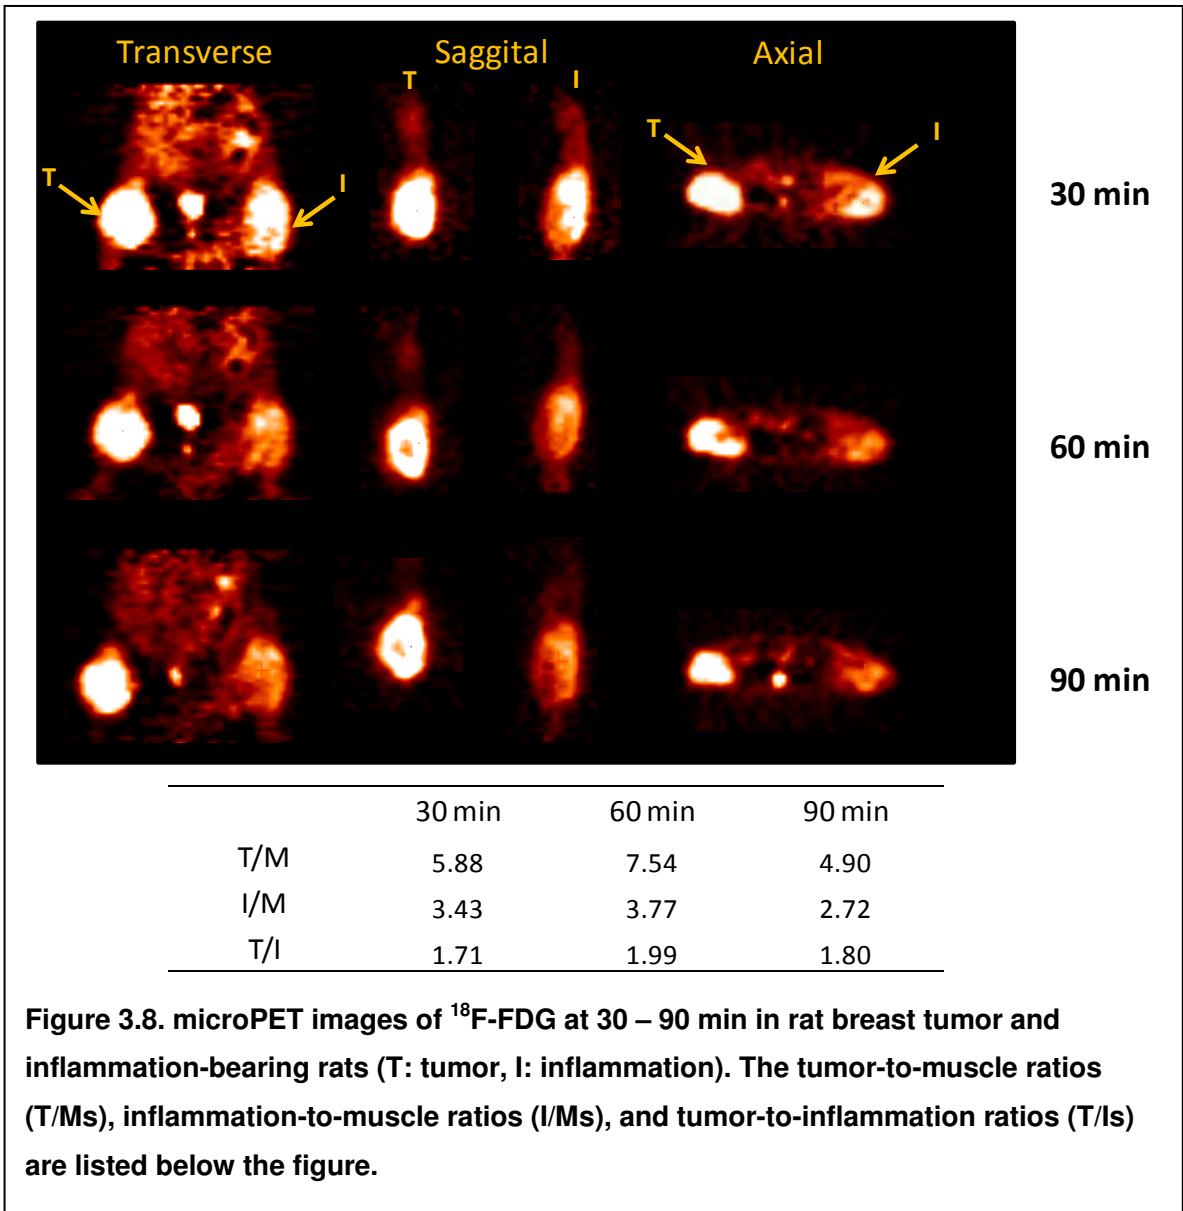 Transverse Saggital Axial
T I
T I
T I
30 min
60 min
90 min
30 min 60 min 90 min
T/M 5.88 7.54 4.90
I/M 3.43 3.77 2.72
T/I 1.71 1.99 1.80
Figure 3.8. microPET images of 18F-FDG at 30 – 90 min in rat breast tumor and
inflammation-bearing rats (T: tumor, I: inflammation). The tumor-to-muscle ratios
(T/Ms), inflammation-to-muscle ratios (I/Ms), and tumor-to-inflammation ratios (T/Is)
are listed below the figure.